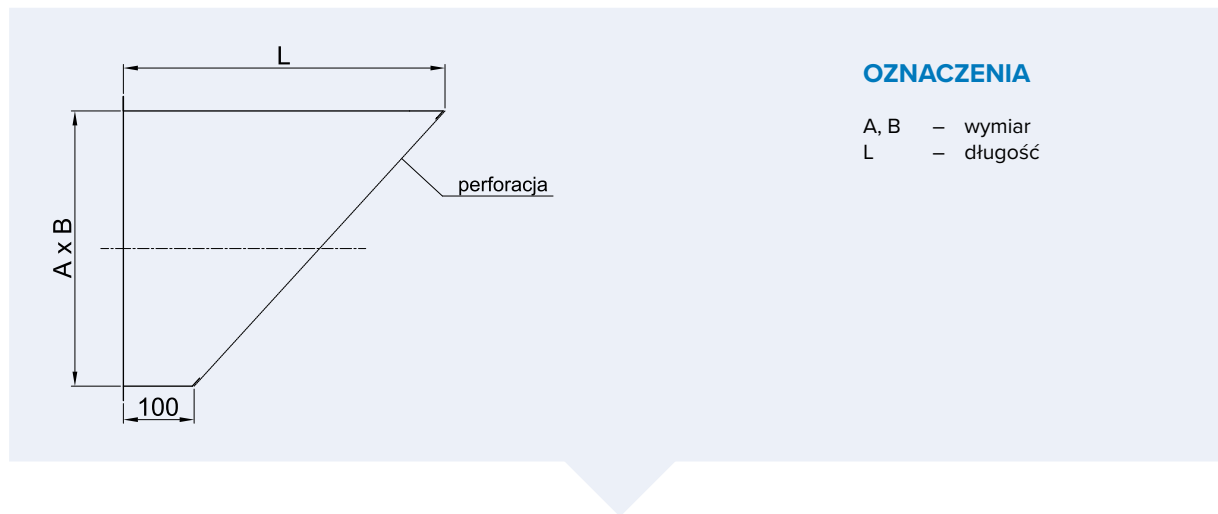 L
OZNACZENIA
A, B – wymiar
L – długość
perforacja
A x B
100